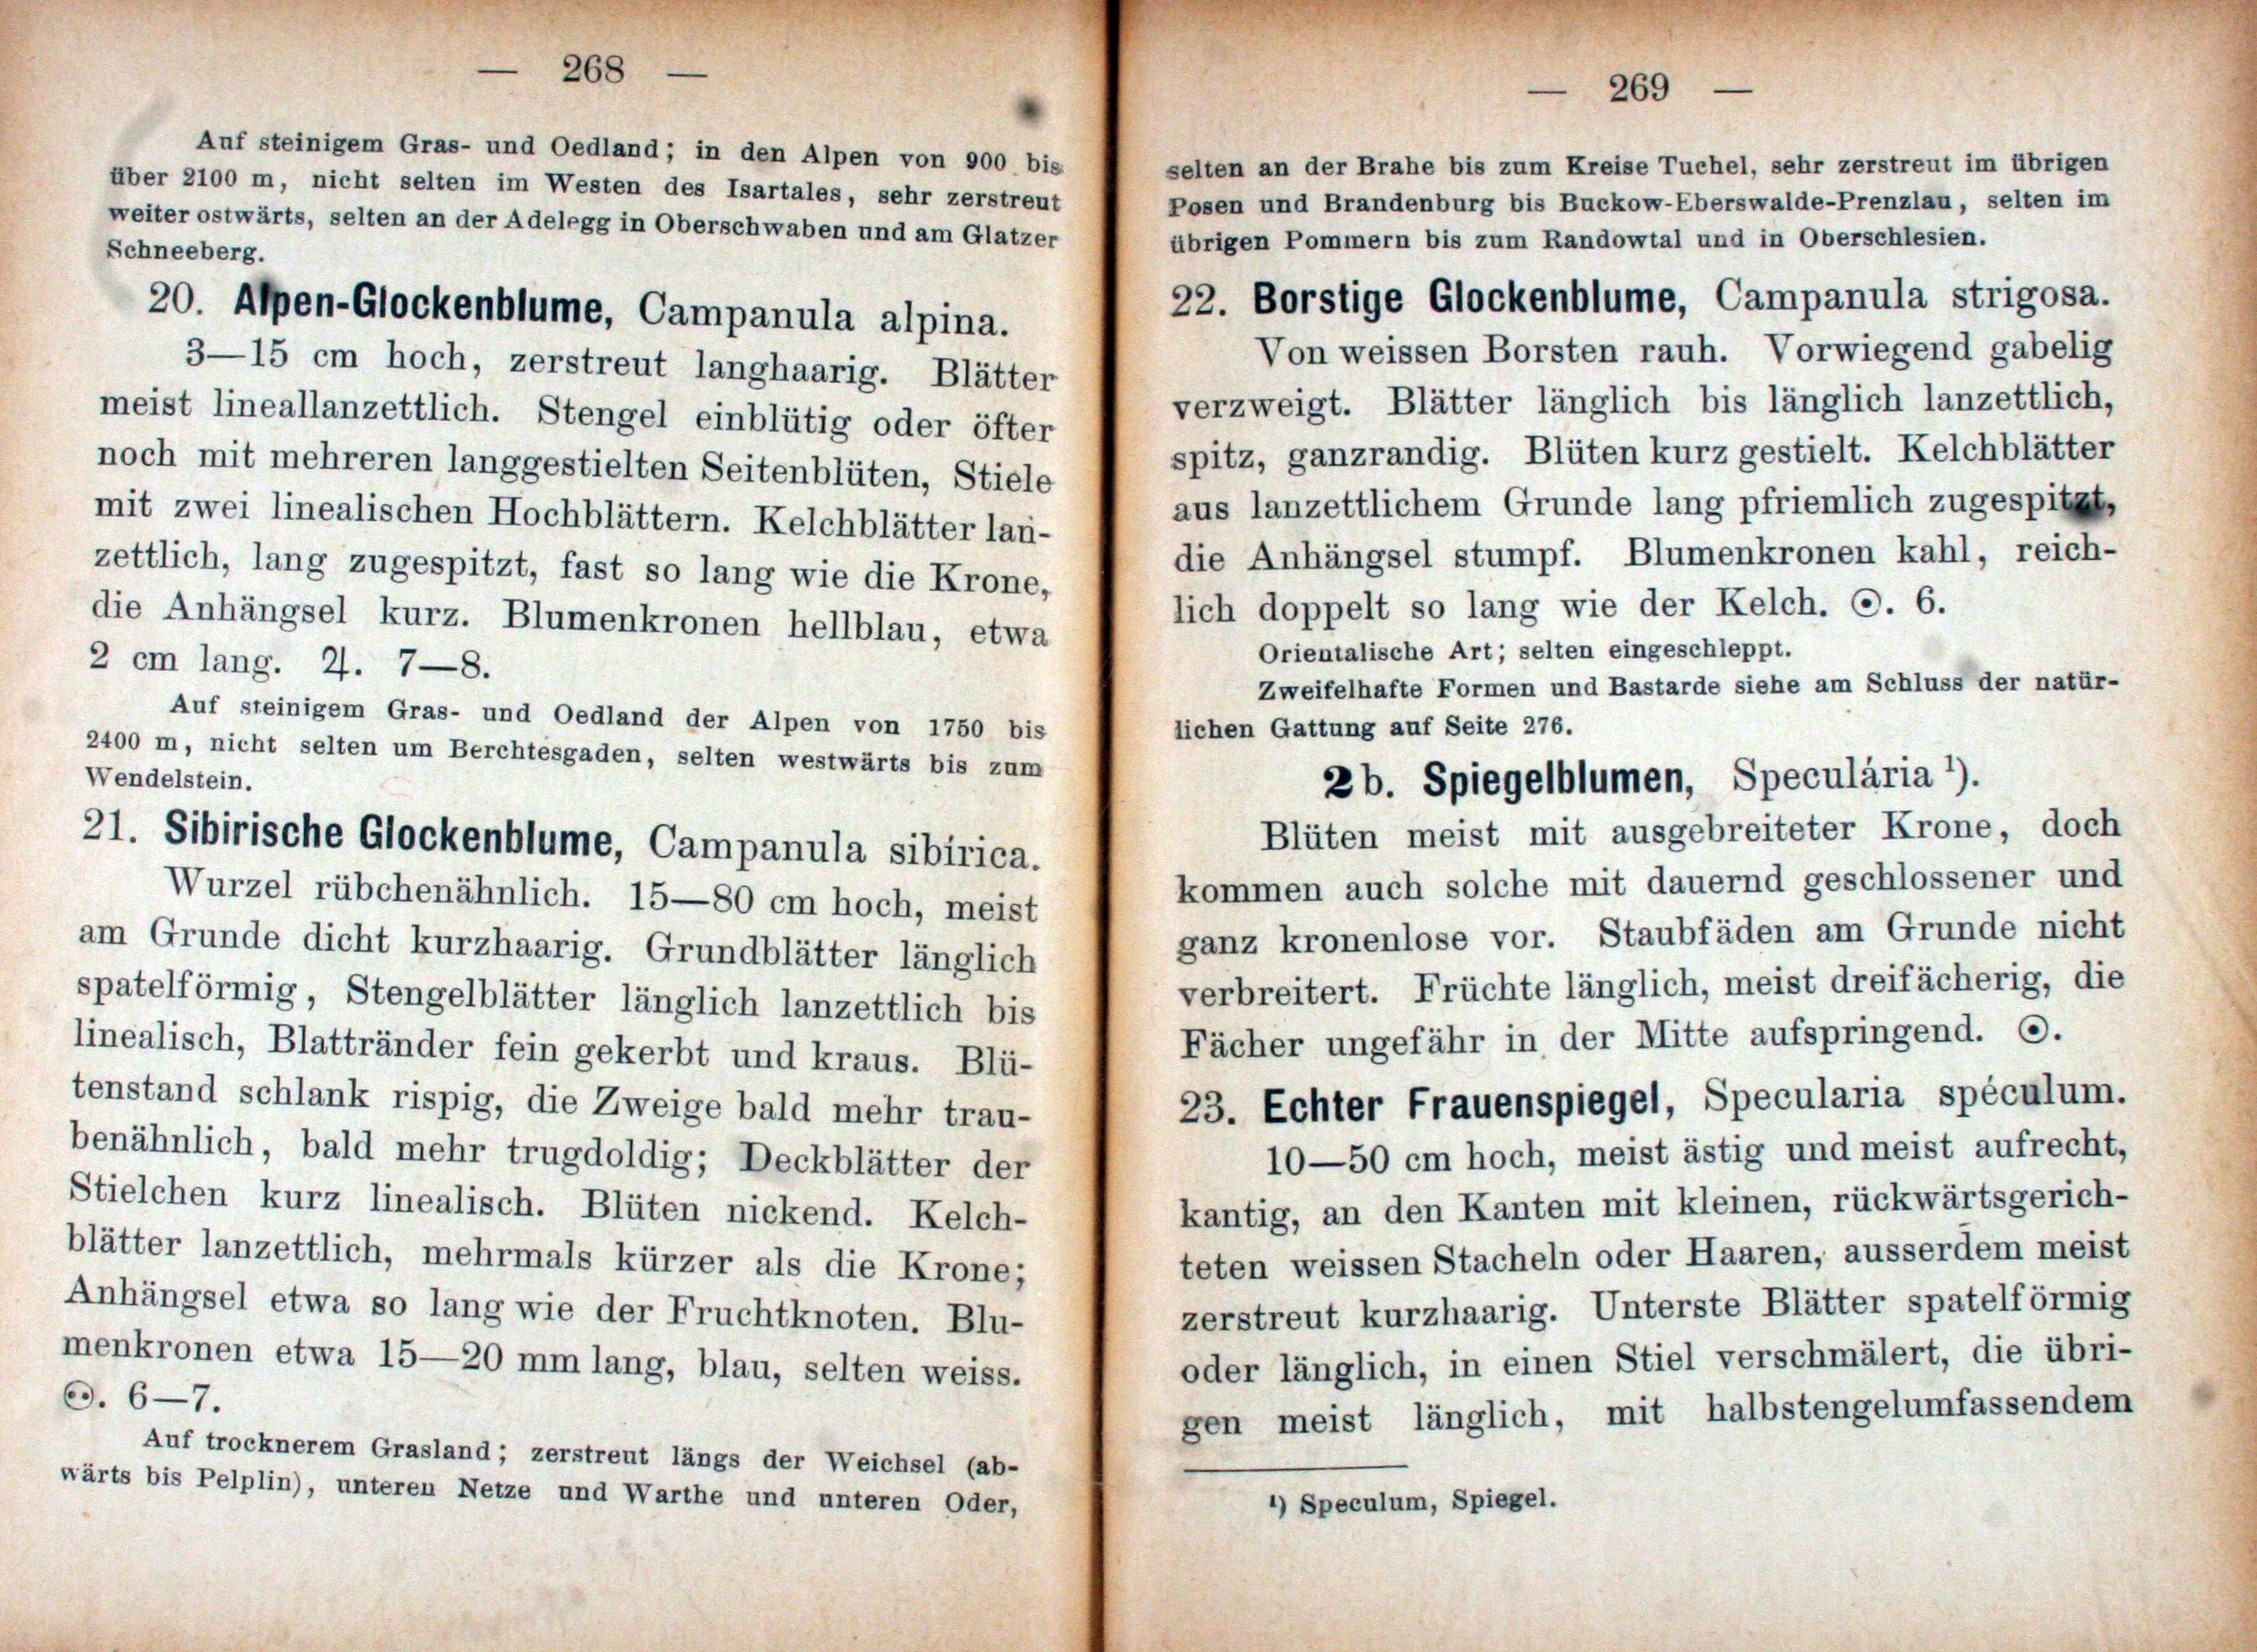 — 268 —
Auf steinigem Gras- und Oedland; in den Alpen von 900 bis
über 2100 m, nicht selten im Westen des Isartales, sehr zerstreut
weiter ostwärts, selten an der Adelegg in Oberschwaben und am Glatzer
Schneeberg.
20. Alpen-Glockenblume, Campanula alpina.
3—15 cm hoch, zerstreut langhaarig. Blätter
meist lineallanzettlich. Stengel einblütig oder öfter
noch mit mehreren langgestielten Seitenblüten, Stiele
mit zwei linealischen Hochblättern. Kelchblätter lan-
zettlich, lang zugespitzt, fast so lang wie die Krone,
die Anhängsel kurz. Blumenkronen hellblau, etwa
2 cm lang. ♃. 7—8.
Auf steinigem Gras- und Oedland der Alpen von 1750 bis
2400 m, nicht selten um Berchtesgaden, selten westwärts bis zum
Wendelstein.
21. Sibirische Glockenblume, Campanula sibírica.
Wurzel rübchenähnlich. 15—80 cm hoch, meist
am Grunde dicht kurzhaarig. Grundblätter länglich
spatelförmig, Stengelblätter länglich lanzettlich bis
linealisch, Blattränder fein gekerbt und kraus. Blü-
tenstand schlank rispig, die Zweige bald mehr trau-
benähnlich, bald mehr trugdoldig; Deckblätter der
Stielchen kurz linealisch. Blüten nickend. Kelch-
blätter lanzettlich, mehrmals kürzer als die Krone;
Anhängsel etwa so lang wie der Fruchtknoten. Blu-
menkronen etwa 15—20 mm lang, blau, selten weiss.
⚇. 6—7.
Auf trocknerem Grasland; zerstreut längs der Weichsel (ab-
wärts bis Pelplin), unteren Netze und Warthe und unteren Oder,
— 269 —
selten an der Brahe bis zum Kreise Tuchel, sehr zerstreut im übrigen
Posen und Brandenburg bis Buckow-Eberswalde-Prenzlau, selten im
übrigen Pommern bis zum Randowtal und in Oberschlesien.
22. Borstige Glockenblume, Campanula strigosa.
Von weissen Borsten rauh. Vorwiegend gabelig
verzweigt. Blätter länglich bis länglich lanzettlich,
spitz, ganzrandig. Blüten kurz gestielt. Kelchblätter
aus lanzettlichem Grunde lang pfriemlich zugespitzt,
die Anhängsel stumpf. Blumenkronen kahl, reich-
lich doppelt so lang wie der Kelch. ⊙. 6.
Orientalische Art; selten eingeschleppt.
Zweifelhafte Formen und Bastarde siehe am Schluss der natür-
lichen Gattung auf Seite 276.
2b. Spiegelblumen, Speculária ¹).
Blüten meist mit ausgebreiteter Krone, doch
kommen auch solche mit dauernd geschlossener und
ganz kronenlose vor. Staubfäden am Grunde nicht
verbreitert. Früchte länglich, meist dreifächerig, die
Fächer ungefähr in der Mitte aufspringend. ⊙.
23. Echter Frauenspiegel, Specularia spéculum.
10—50 cm hoch, meist ästig und meist aufrecht,
kantig, an den Kanten mit kleinen, rückwärtsgerich-
teten weissen Stacheln oder Haaren, ausserdem meist
zerstreut kurzhaarig. Unterste Blätter spatelförmig
oder länglich, in einen Stiel verschmälert, die übri-
gen meist länglich, mit halbstengelumfassendem
¹) Speculum, Spiegel.